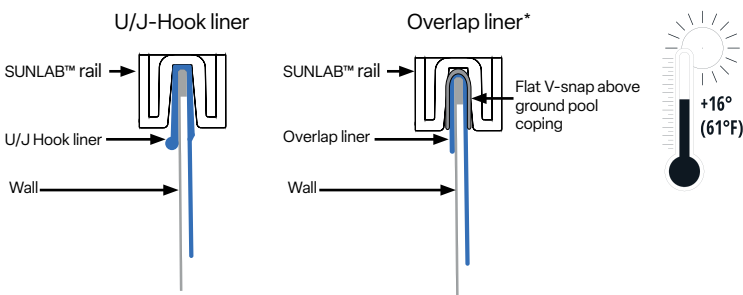 U/J-Hook liner
SUNLAB™ rail
U/J Hook liner
Wall
Overlap liner*
SUNLAB™ rail
Flat V-snap above
ground pool
coping
Overlap liner
Wall
+16°
(61°F)